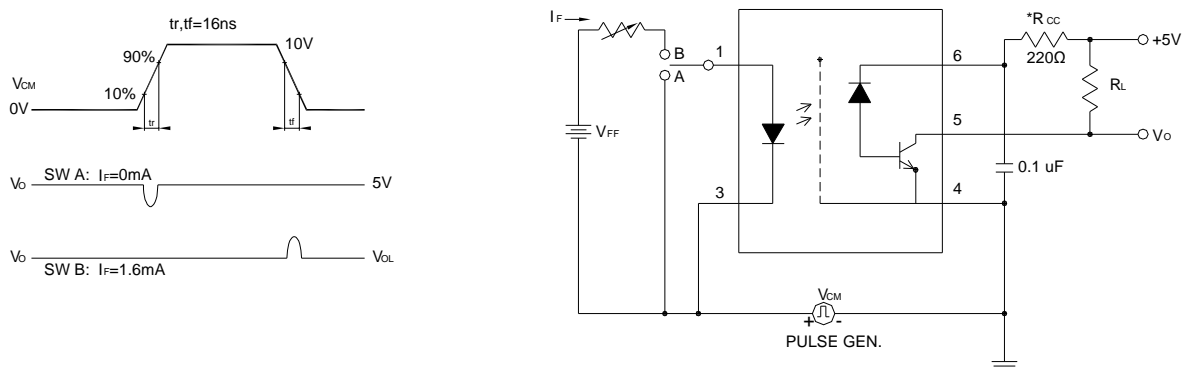 tr,tf=16ns
90%
10V
VCM
10%
0V
tr
tf
VO
SW A: IF=0mA
5V
VO
SW B: IF=1.6mA
VOL
IF
B
A
1
VFF
3
6
5
4
*RCC
220Ω
+5V
RL
VO
0.1 uF
VCM
+
-
PULSE GEN.